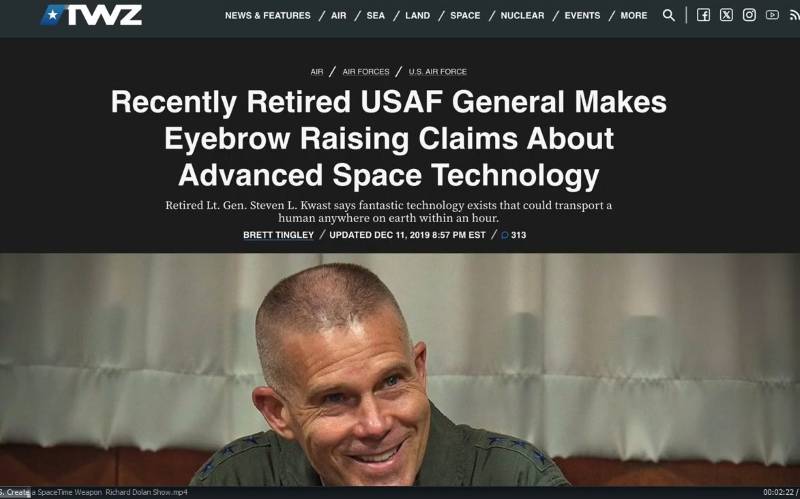 TWZ
NEWS & FEATURES / AIR / SEA / LAND / SPACE / NUCLEAR / EVENTS / MORE
AIR / AIR FORCES / U.S. AIR FORCE
Recently Retired USAF General Makes
Eyebrow Raising Claims About
Advanced Space Technology
Retired Lt. Gen. Steven L. Kwast says fantastic technology exists that could transport a
human anywhere on earth within an hour.
BRETT TINGLEY / UPDATED DEC 11, 2019 8:57 PM EST / 313
S. Create a SpaceTime Weapon Richard Dolan Show.mp4
00:02:22 /